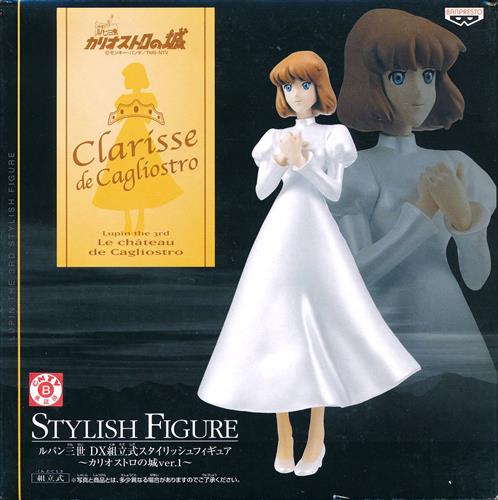 ルパン三世
カリオストロの城
©モンキー・パンチ/TMS・NTV
BANPRESTO
Clarisse
de Cagliostro
Lupin the 3rd
Le château
de Cagliostro
LUPIN THE 3RD STYLISH FIGURE
B
STYLISH FIGURE
ルパン三世 DX組立式スタイリッシュフィギュア
～カリオストロの城ver.1～
組立式
※写真と商品とは、多少異なる場合がありますのでご了承ください。